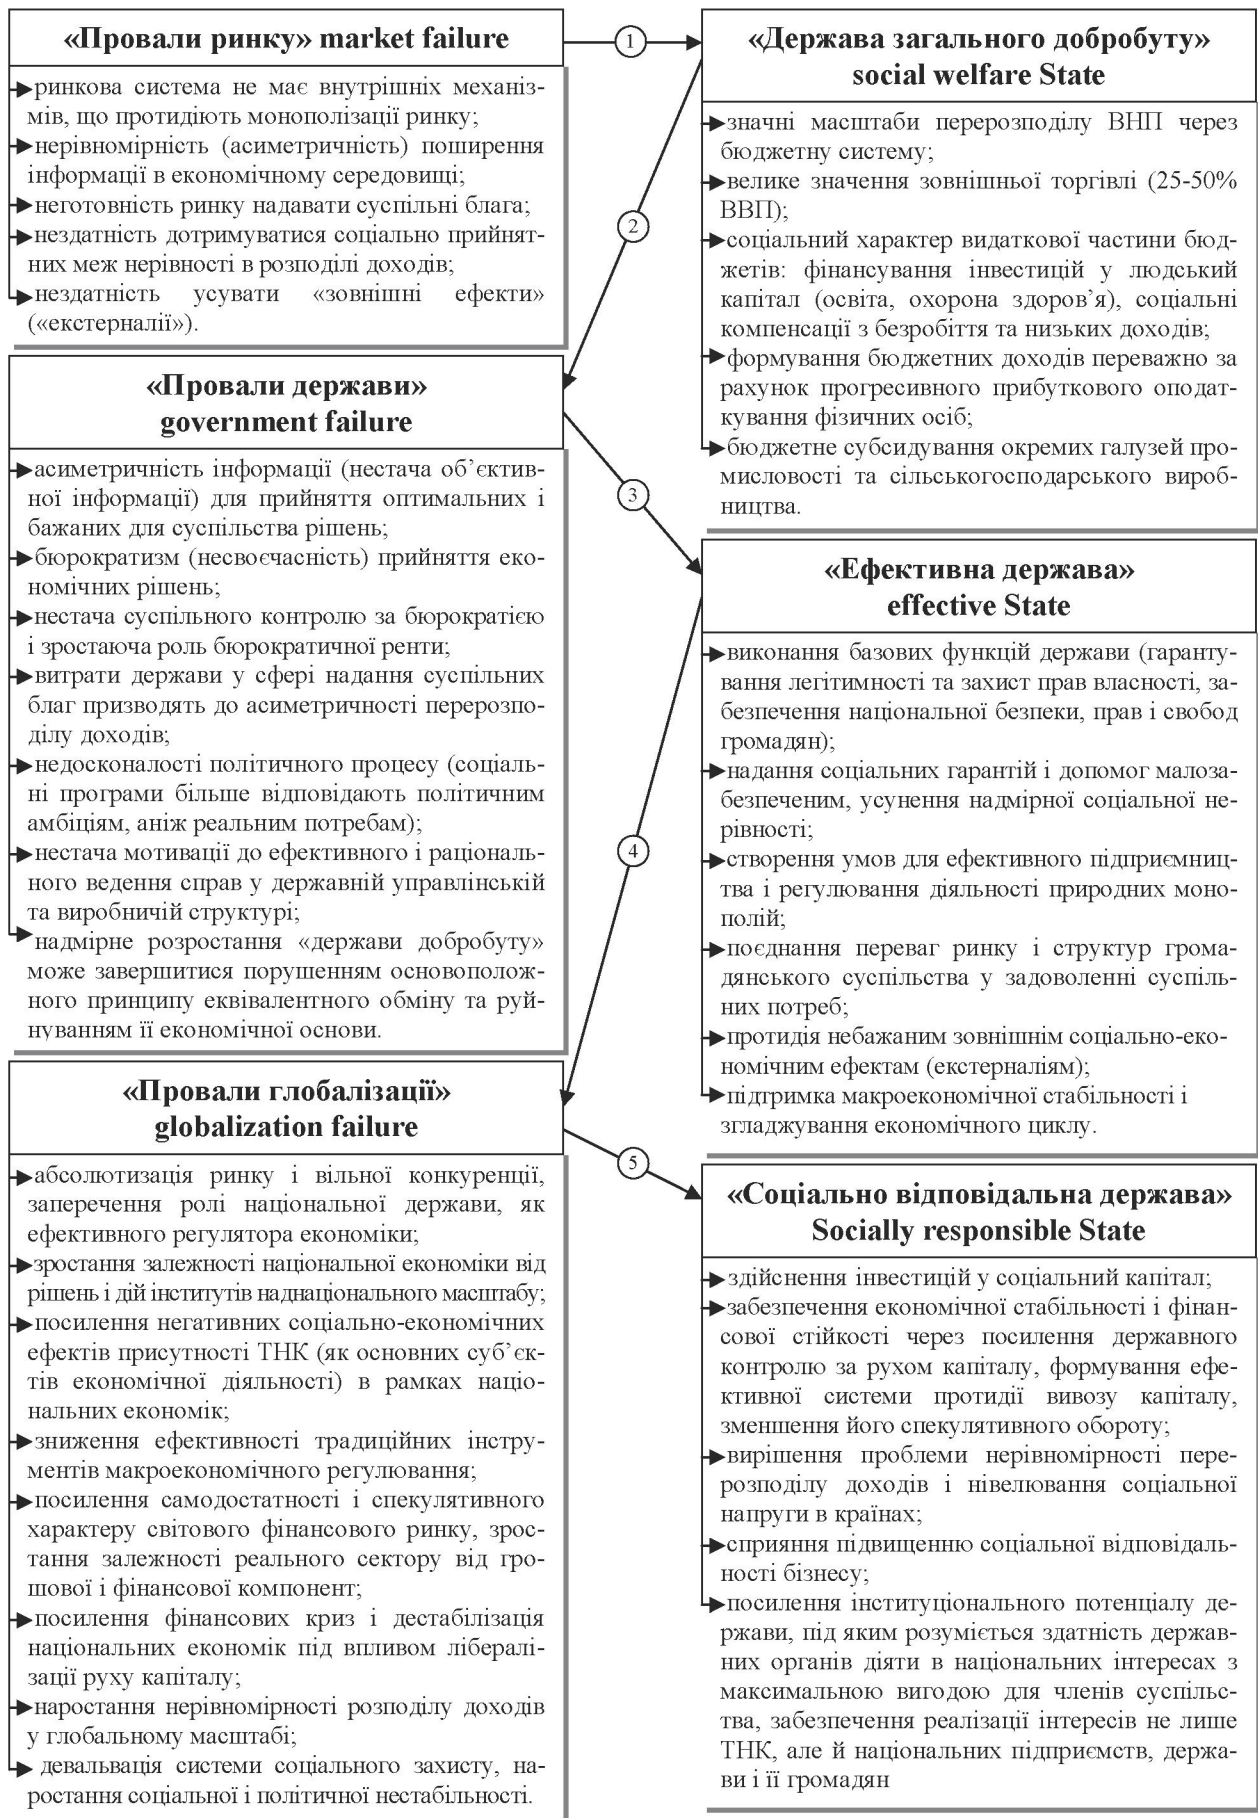 «Провали ринку» market failure
ринкова система не має внутрішніх механіз-
мів, що протидіють монополізації ринку;
нерівномірність (асиметричність) поширення
інформації в економічному середовищі;
неготовність ринку надавати суспільні блага;
нездатність дотримуватися соціально прийнят-
них меж нерівності в розподілі доходів;
нездатність усувати «зовнішні ефекти»
(«екстерналії»).
1
2
3
4
5
«Держава загального добробуту»
social welfare State
значні масштаби перерозподілу ВНП через
бюджетну систему;
велике значення зовнішньої торгівлі (25-50%
ВВП);
соціальний характер видаткової частини бюд-
жетів: фінансування інвестицій у людський
капітал (освіта, охорона здоров’я), соціальні
компенсації з безробіття та низьких доходів;
формування бюджетних доходів переважно за
рахунок прогресивного прибуткового оподат-
кування фізичних осіб;
бюджетне субсидування окремих галузей про-
мисловості та сільськогосподарського вироб-
ництва.
«Провали держави»
government failure
асиметричність інформації (нестача об’єктив-
ної інформації) для прийняття оптимальних і
бажаних для суспільства рішень;
бюрократизм (несвоєчасність) прийняття еко-
номічних рішень;
нестача суспільного контролю за бюрократією
і зростаюча роль бюрократичної ренти;
витрати держави у сфері надання суспільних
благ призводять до асиметричності перерозпо-
ділу доходів;
недосконалості політичного процесу (соціаль-
ні програми більше відповідають політичним
амбіціям, аніж реальним потребам);
нестача мотивації до ефективного і раціональ-
ного ведення справ у державній управлінській
та виробничій структурі;
надмірне розростання «держави добробуту»
може завершитися порушенням основополож-
ного принципу еквівалентного обміну та руй-
нуванням її економічної основи.
«Ефективна держава»
effective State
виконання базових функцій держави (гаранту-
вання легітимності та захист прав власності, за-
безпечення національної безпеки, прав і свобод
громадян);
надання соціальних гарантій і допомог малоза-
безпеченим, усунення надмірної соціальної не-
рівності;
створення умов для ефективного підприємниц-
тва і регулювання діяльності природних моно-
полій;
поєднання переваг ринку і структур грома-
дянського суспільства у задоволенні суспіль-
них потреб;
протидія небажаним зовнішнім соціально-еко-
номічним ефектам (екстерналіям);
підтримка макроекономічної стабільності і
згладжування економічного циклу.
«Провали глобалізації»
globalization failure
абсолютизація ринку і вільної конкуренції,
заперечення ролі національної держави, як
ефективного регулятора економіки;
зростання залежності національної економіки від
рішень і дій інститутів наднаціонального масштабу;
посилення негативних соціально-економічних
ефектів присутності ТНК (як основних суб’єк-
тів економічної діяльності) в рамках націо-
нальних економік;
зниження ефективності традиційних інстру-
ментів макроекономічного регулювання;
посилення самодостатності і спекулятивного
характеру світового фінансового ринку, зрос-
тання залежності реального сектору від гро-
шової і фінансової компонент;
посилення фінансових криз і дестабілізація
національних економік під впливом лібералі-
зації руху капіталу;
наростання нерівномірності розподілу доходів
у глобальному масштабі;
девальвація системи соціального захисту, на-
ростання соціальної і політичної нестабільності.
«Соціально відповідальна держава»
Socially responsible State
здійснення інвестицій у соціальний капітал;
забезпечення економічної стабільності і фінан-
сової стійкості через посилення державного
контролю за рухом капіталу, формування ефе-
ктивної системи протидії вивозу капіталу,
зменшення його спекулятивного обороту;
вирішення проблеми нерівномірності пере-
розподілу доходів і нівелювання соціальної
напруги в країнах;
сприяння підвищенню соціальної відповідаль-
ності бізнесу;
посилення інституціонального потенціалу де-
ржави, під яким розуміється здатність держав-
них органів діяти в національних інтересах з
максимальною вигодою для членів суспільс-
тва, забезпечення реалізації інтересів не лише
ТНК, але й національних підприємств, держа-
ви і її громадян